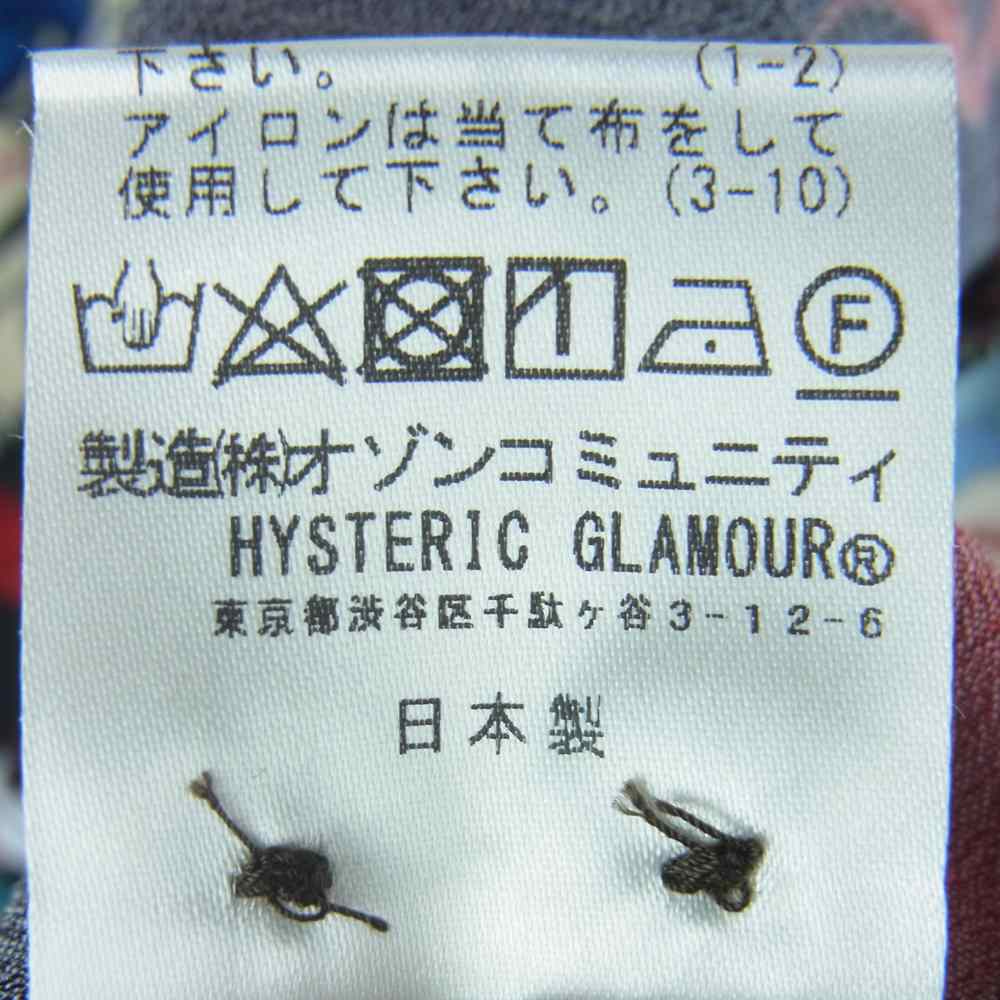 下さい。 (1-2)
アイロンは当て布をして
使用して下さい。(3-10)
F
製造(株)オゾンコミュニティ
HYSTERIC GLAMOUR®
東京都渋谷区千駄ヶ谷3-12-6
日本製